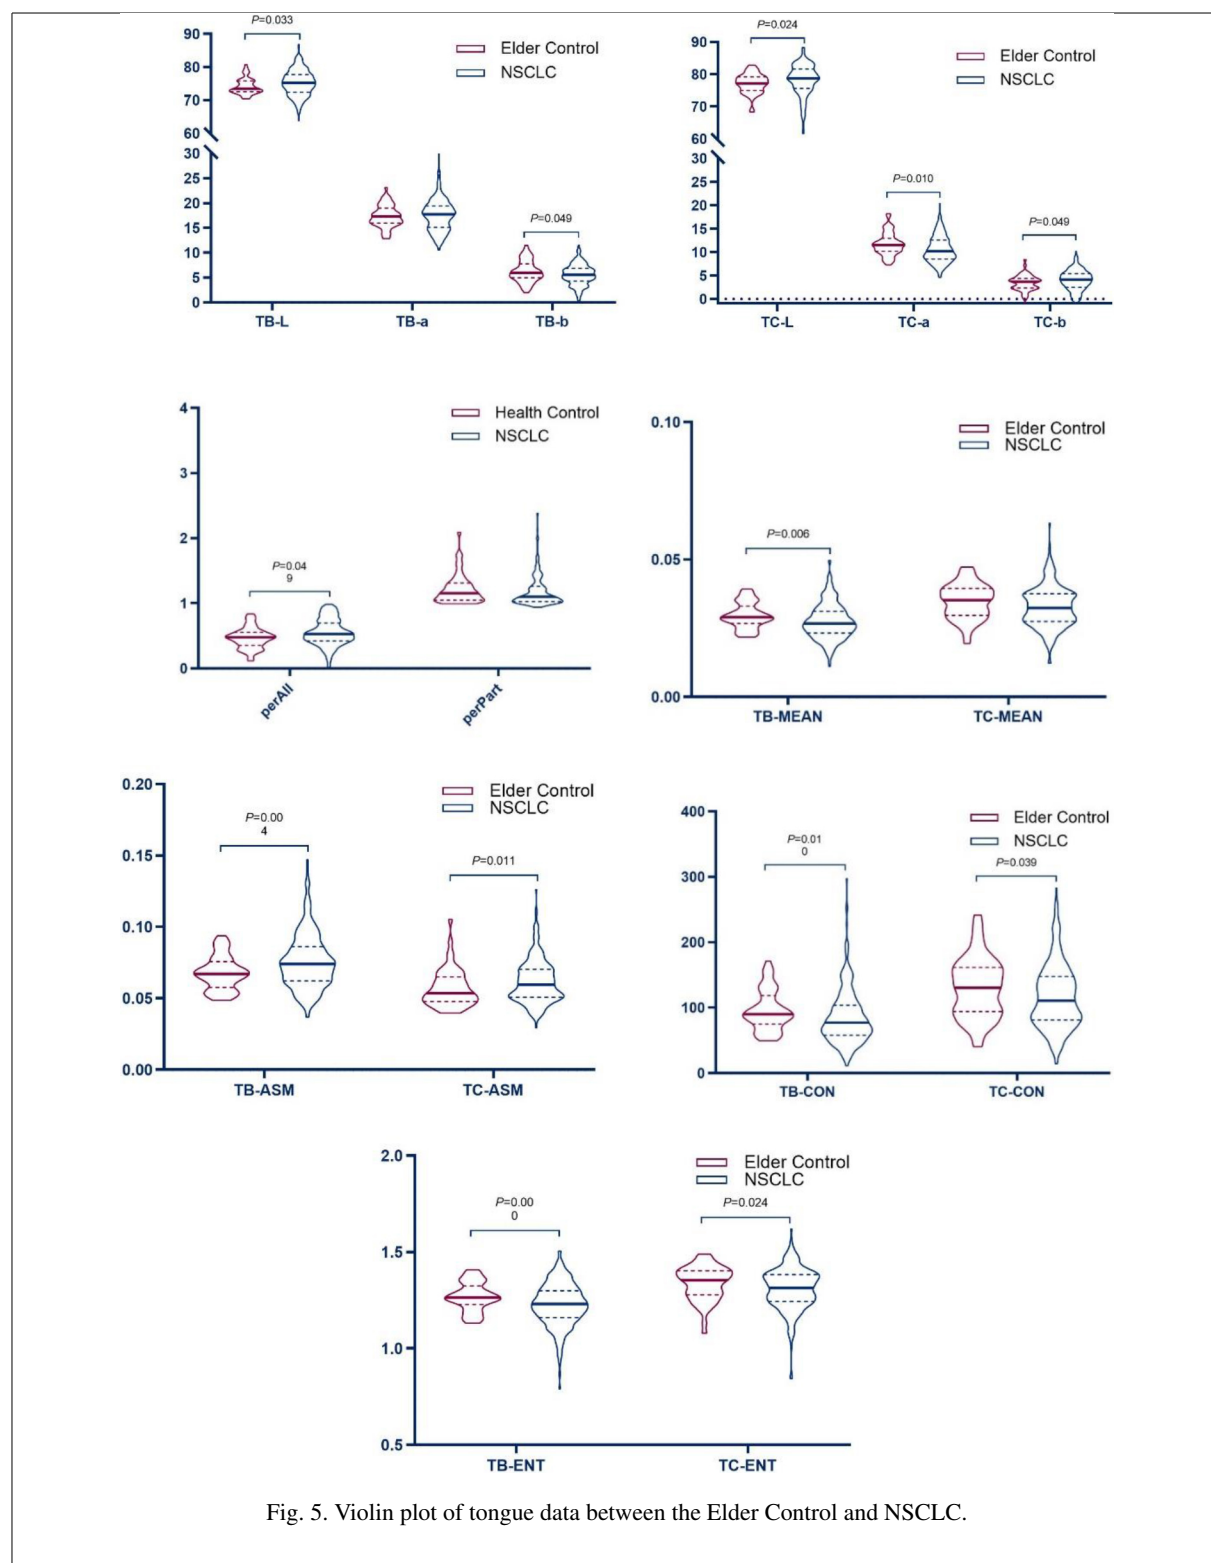 P=0.033
90
80
70
60
30
25
20
15
10
5
0
Elder Control
NSCLC
P=0.049
TB-L TB-a TB-b
P=0.024
90
80
70
60
30
25
20
15
10
5
0
Elder Control
NSCLC
P=0.010
P=0.049
TC-L TC-a TC-b
4
3
2
1
0
Health Control
NSCLC
P=0.04
9
perAll perPart
0.10
0.05
0.00
Elder Control
NSCLC
P=0.006
TB-MEAN TC-MEAN
0.20
0.15
0.10
0.05
0.00
Elder Control
NSCLC
P=0.00
4
P=0.011
TB-ASM TC-ASM
400
300
200
100
0
Elder Control
NSCLC
P=0.01
0
P=0.039
TB-CON TC-CON
2.0
1.5
1.0
0.5
Elder Control
NSCLC
P=0.00
0
P=0.024
TB-ENT TC-ENT
Fig. 5. Violin plot of tongue data between the Elder Control and NSCLC.